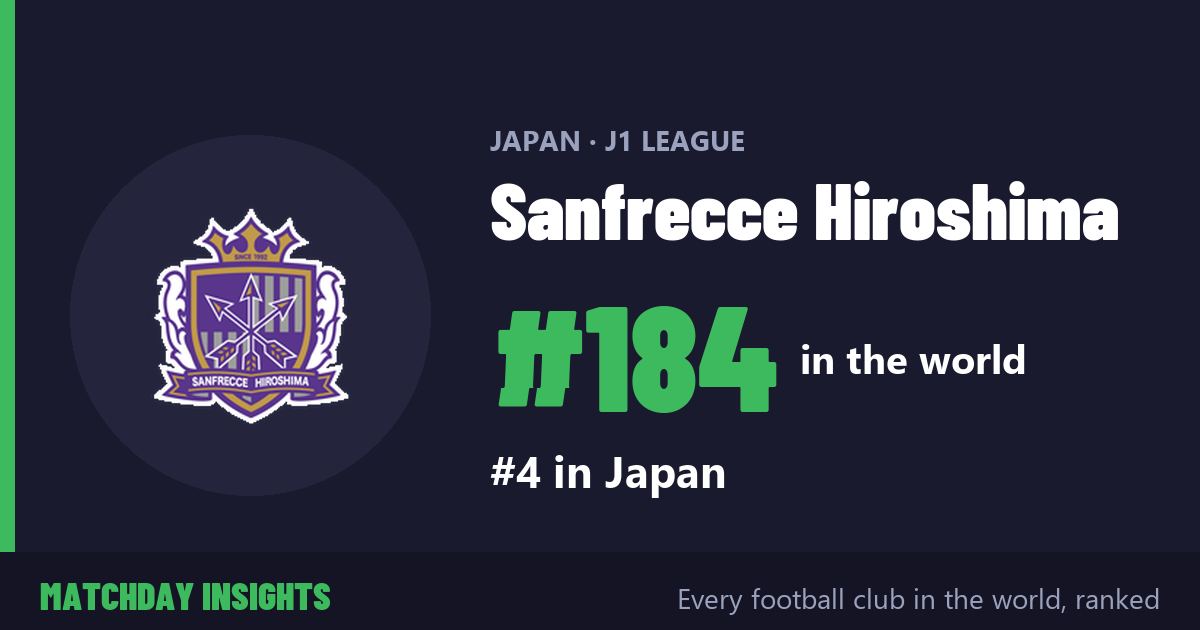 JAPAN · J1 LEAGUE
Sanfrecce Hiroshima
SINCE 1992
SANFRECCE HIROSHIMA
#184 in the world
#4 in Japan
MATCHDAY INSIGHTS
Every football club in the world, ranked